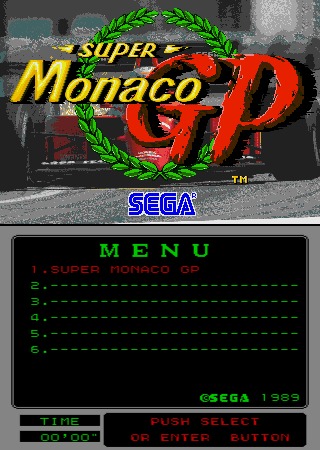 SUPER
Monaco GP
TM
SEGA
MENU
1.SUPER MONACO GP
2.------------------------
3.------------------------
4.------------------------
5.------------------------
6.------------------------
©SEGA 1989
TIME
00'00"
PUSH SELECT
OR ENTER BUTTON